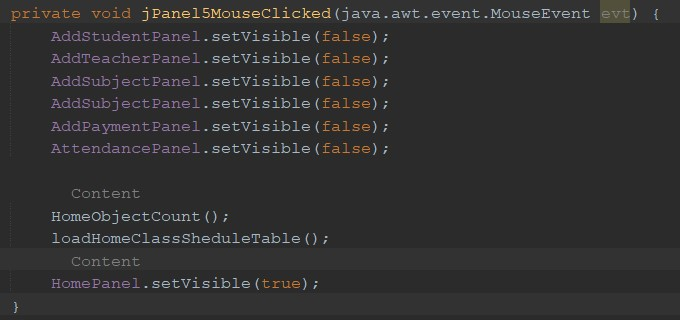 private void jPanel5MouseClicked(java.awt.event.MouseEvent evt) {
AddStudentPanel.setVisible(false);
AddTeacherPanel.setVisible(false);
AddSubjectPanel.setVisible(false);
AddSubjectPanel.setVisible(false);
AddPaymentPanel.setVisible(false);
AttendancePanel.setVisible(false);
Content
HomeObjectCount();
loadHomeClassSheduleTable();
Content
HomePanel.setVisible(true);
}